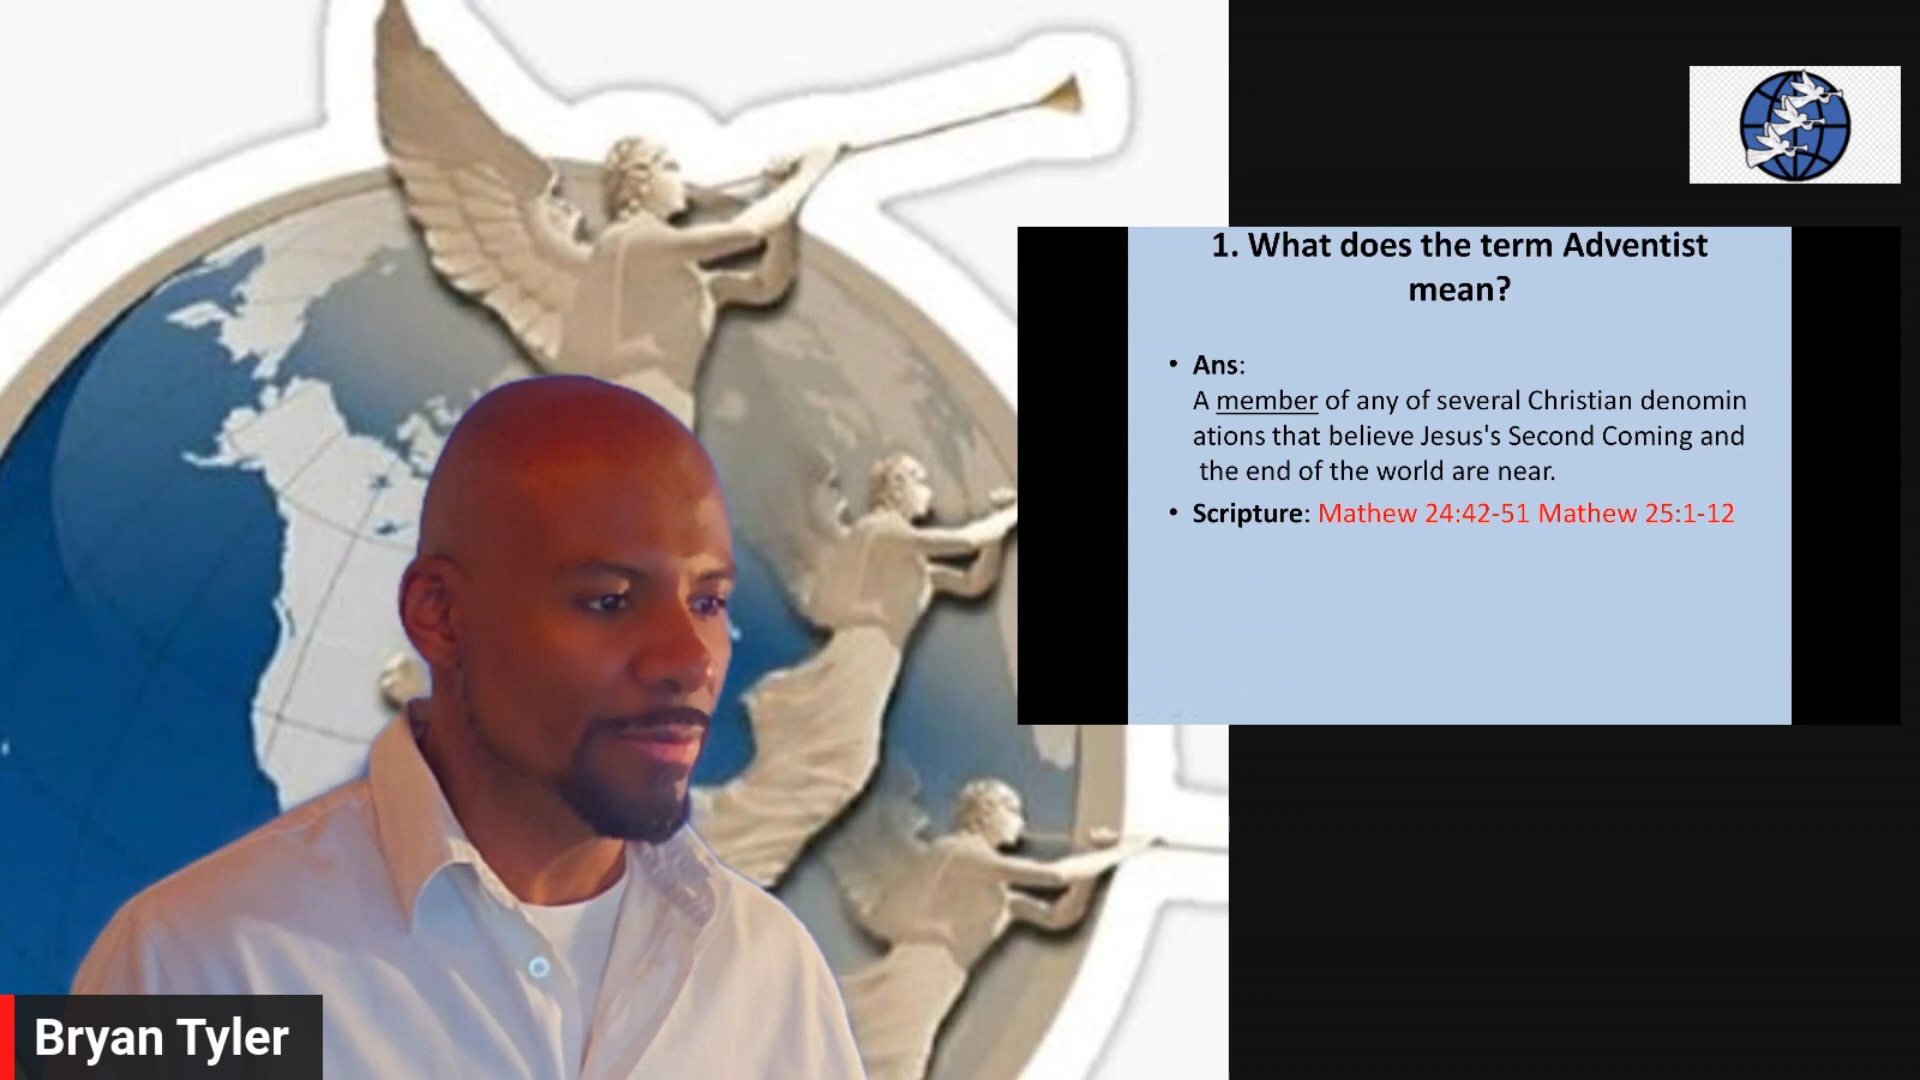 1. What does the term Adventist
mean?
• Ans:
A member of any of several Christian denomin
ations that believe Jesus's Second Coming and
the end of the world are near.
• Scripture: Mathew 24:42-51 Mathew 25:1-12
Bryan Tyler